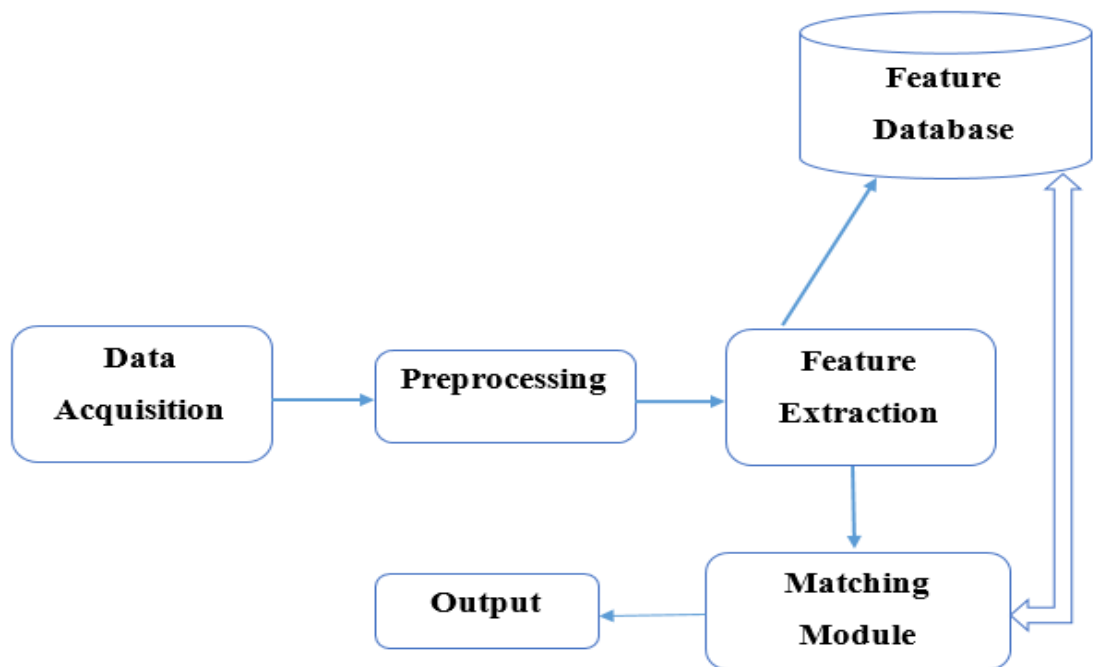 Feature
Database
Data
Acquisition
Preprocessing
Feature
Extraction
Matching
Module
Output